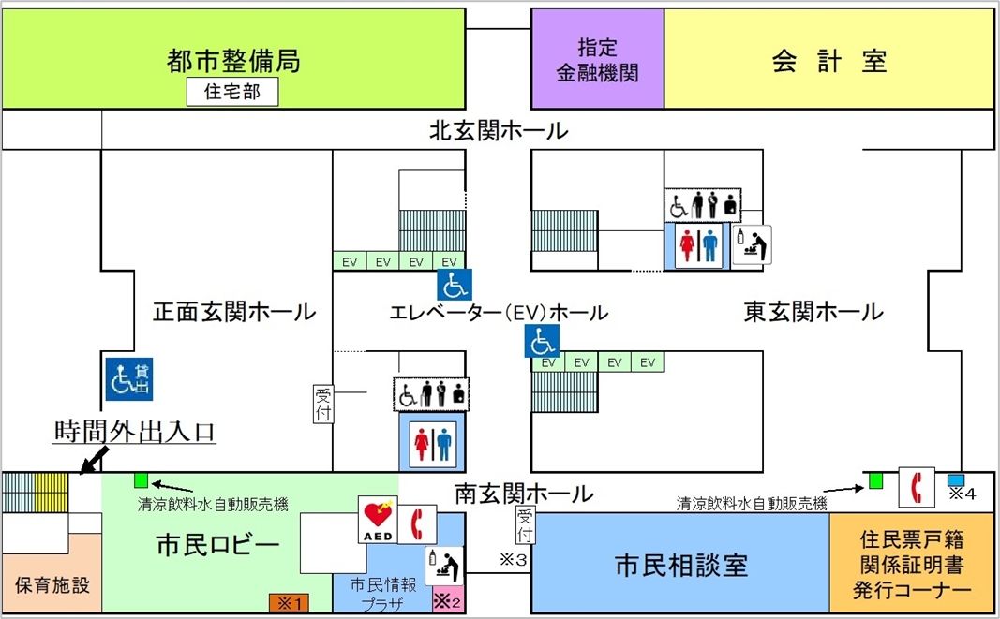 都市整備局
住宅部
指定
金融機関
会計室
北玄関ホール
EV
EV
EV
EV
正面玄関ホール
エレベーター(EV)ホール
東玄関ホール
貸
出
EV
EV
EV
EV
受
付
時間外出入口
清涼飲料水自動販売機
南玄関ホール
清涼飲料水自動販売機
※4
AED
受
付
市民ロビー
保育施設
※1
市民情報
プラザ
※2
※3
市民相談室
住民票戸籍
関係証明書
発行コーナー